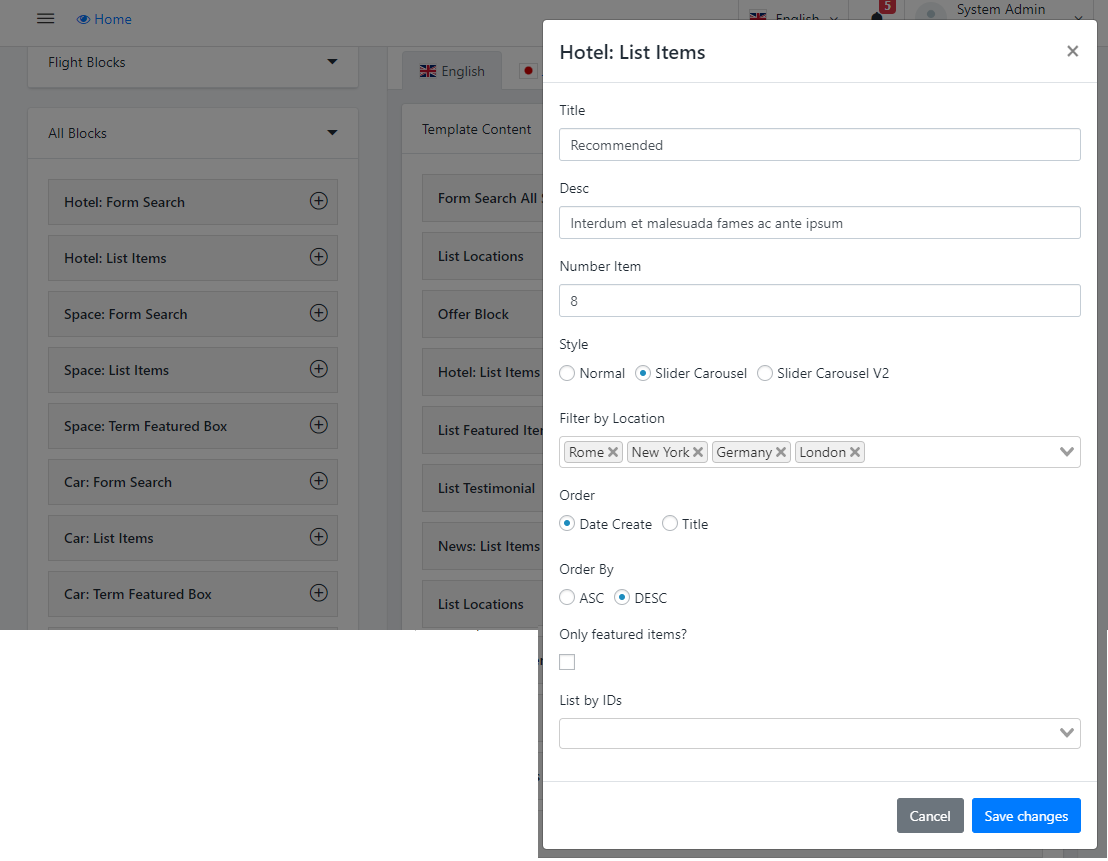 Home
English
5
System Admin
Flight Blocks
All Blocks
Hotel: Form Search
Hotel: List Items
Space: Form Search
Space: List Items
Space: Term Featured Box
Car: Form Search
Car: List Items
Car: Term Featured Box
English
Template Content
Form Search All
List Locations
Offer Block
Hotel: List Items
List Featured
List Testimonial
News: List Items
List Locations
Hotel: List Items
×
Title
Recommended
Desc
Interdum et malesuada fames ac ante ipsum
Number Item
8
Style
Normal Slider Carousel Slider Carousel V2
Filter by Location
Rome New York Germany London
Order
Date Create Title
Order By
ASC DESC
Only featured items?
List by IDs
Cancel Save changes